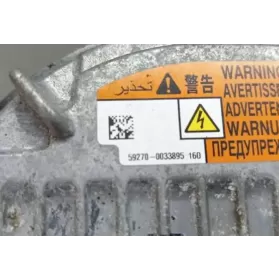 تحذير 警告
WARNING
AVERTISSE
ADVERTEN
WARNU
ПРЕДУПРЕЖ
59270-0033895 160